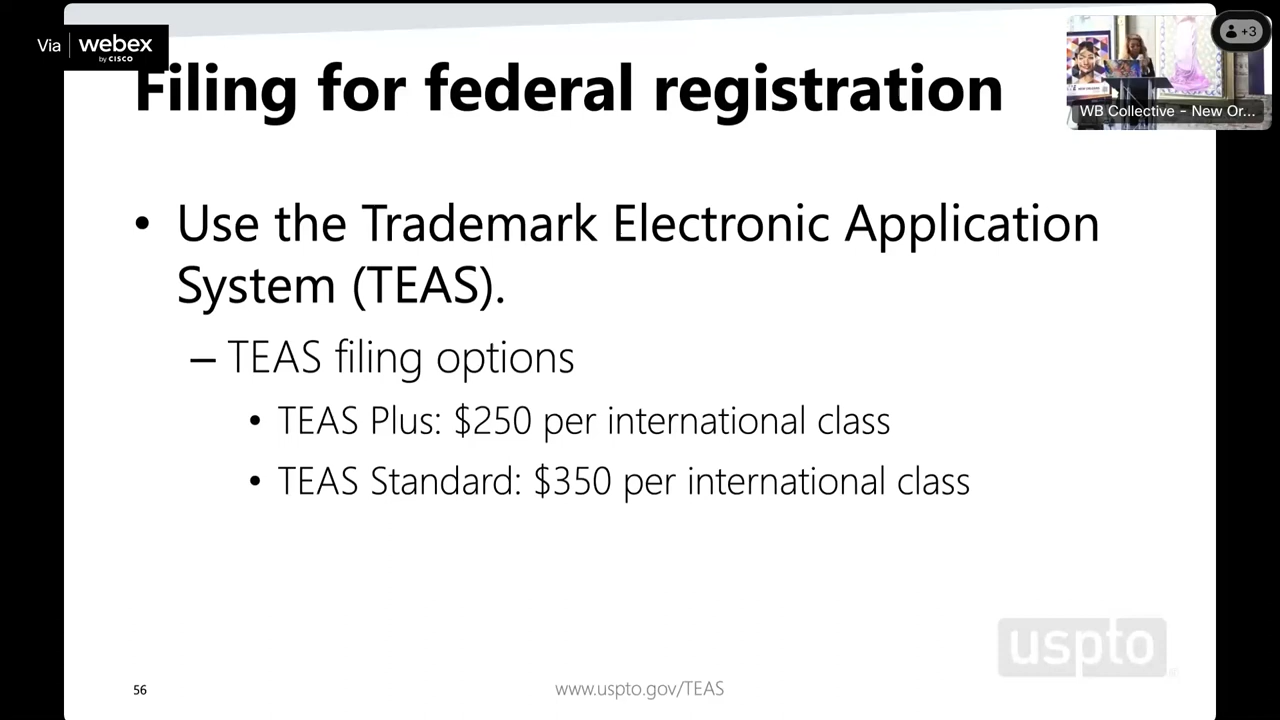 Via webex
by CISCO
+3
Filing for federal registration
WB Collective - New Or...
• Use the Trademark Electronic Application
System (TEAS).
– TEAS filing options
• TEAS Plus: $250 per international class
• TEAS Standard: $350 per international class
uspto
56
www.uspto.gov/TEAS